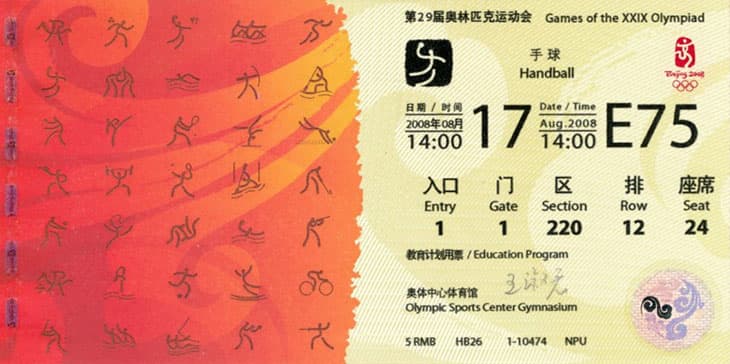 第29届奥林匹克运动会 Games of the XXIX Olympiad
手球
Handball
Beijing 2008
日期 / 时间
2008年08月
14:00
17
Date / Time
Aug.2008
14:00
E75
入口 门 区 排 座席
Entry Gate Section Row Seat
1 1 220 12 24
教育计划用票 / Education Program
奥体中心体育馆
Olympic Sports Center Gymnasium
5 RMB HB26 1-10474 NPU